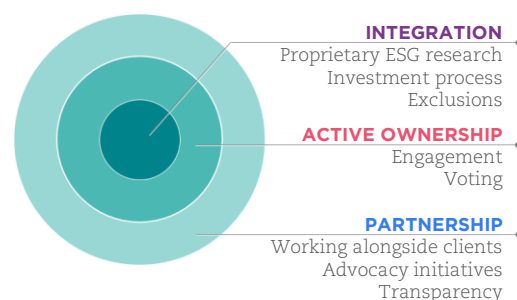 INTEGRATION
Proprietary ESG research
Investment process
Exclusions
ACTIVE OWNERSHIP
Engagement
Voting
PARTNERSHIP
Working alongside clients
Advocacy initiatives
Transparency